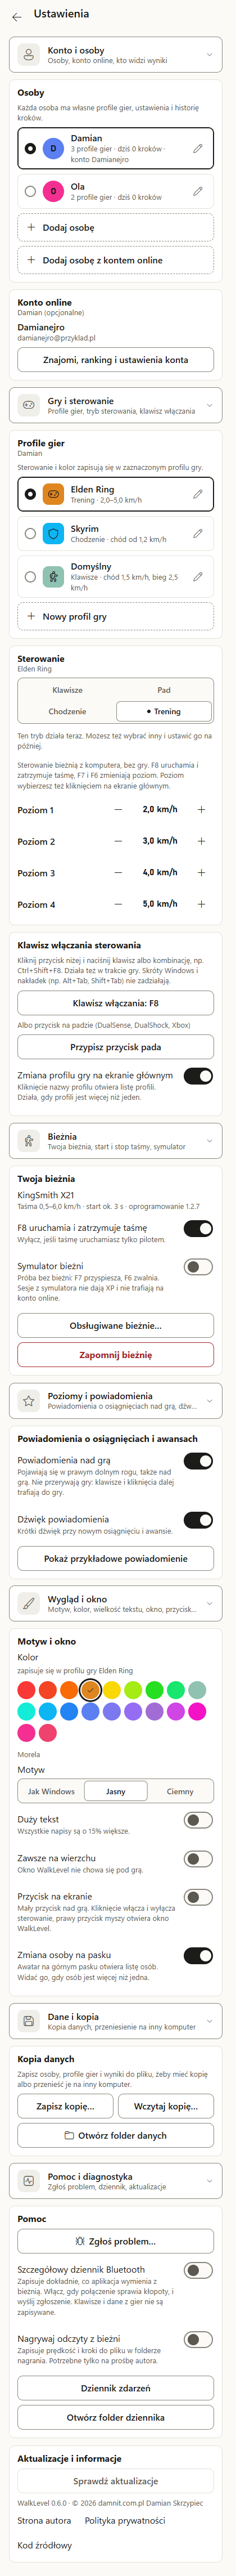 Ustawienia
Konto i osoby
Osoby, konto online, kto widzi wyniki
Osoby
Każda osoba ma własne profile gier, ustawienia i historię
kroków.
D
Damian
3 profile gier · dziś 0 kroków ·
konto Damianejro
O
Ola
2 profile gier · dziś 0 kroków
Dodaj osobę
Dodaj osobę z kontem online
Konto online
Damian (opcjonalne)
Damianejro
damianejro@przyklad.pl
Znajomi, ranking i ustawienia konta
Gry i sterowanie
Profile gier, tryb sterowania, klawisz włączania
Profile gier
Damian
Sterowanie i kolor zapisują się w zaznaczonym profilu gry.
Elden Ring
Trening · 2,0–5,0 km/h
Skyrim
Chodzenie · chód od 1,2 km/h
Domyślny
Klawisze · chód 1,5 km/h, bieg 2,5
km/h
Nowy profil gry
Sterowanie
Elden Ring
Klawisze
Pad
Chodzenie
• Trening
Ten tryb działa teraz. Możesz też wybrać inny i ustawić go na
później.
Sterowanie bieżnią z komputera, bez gry. F8 uruchamia i
zatrzymuje taśmę, F7 i F6 zmieniają poziom. Poziom
wybierzesz też kliknięciem na ekranie głównym.
Poziom 1
2,0 km/h
Poziom 2
3,0 km/h
Poziom 3
4,0 km/h
Poziom 4
5,0 km/h
Klawisz włączania sterowania
Kliknij przycisk niżej i naciśnij klawisz albo kombinację, np.
Ctrl+Shift+F8. Działa też w trakcie gry. Skróty Windows i
nakładek (np. Alt+Tab, Shift+Tab) nie zadziałają.
Klawisz włączania: F8
Albo przycisk na padzie (DualSense, DualShock, Xbox)
Przypisz przycisk pada
Zmiana profilu gry na ekranie głównym
Kliknięcie nazwy profilu otwiera listę profili.
Działa, gdy profili jest więcej niż jeden.
Bieżnia
Twoja bieżnia, start i stop taśmy, symulator
Twoja bieżnia
KingSmith X21
Taśma 0,5–6,0 km/h · start ok. 3 s · oprogramowanie 1.2.7
F8 uruchamia i zatrzymuje taśmę
Wyłącz, jeśli taśmę uruchamiasz tylko pilotem.
Symulator bieżni
Próba bez bieżni: F7 przyspiesza, F6 zwalnia.
Sesje z symulatora nie dają XP i nie trafiają na
konto online.
Obsługiwane bieżnie...
Zapomnij bieżnię
Poziomy i powiadomienia
Powiadomienia o osiągnięciach nad grą, dźw...
Powiadomienia o osiągnięciach i awansach
Powiadomienia nad grą
Pojawiają się w prawym dolnym rogu, także nad
grą. Nie przerywają gry: klawisze i kliknięcia dalej
trafiają do gry.
Dźwięk powiadomienia
Krótki dźwięk przy nowym osiągnięciu i awansie.
Pokaż przykładowe powiadomienie
Wygląd i okno
Motyw, kolor, wielkość tekstu, okno, przycisk...
Motyw i okno
Kolor
zapisuje się w profilu gry Elden Ring
Morela
Motyw
Jak Windows
Jasny
Ciemny
Duży tekst
Wszystkie napisy są o 15% większe.
Zawsze na wierzchu
Okno WalkLevel nie chowa się pod grą.
Przycisk na ekranie
Mały przycisk nad grą. Kliknięcie włącza i wyłącza
sterowanie, prawy przycisk myszy otwiera okno
WalkLevel.
Zmiana osoby na pasku
Awatar na górnym pasku otwiera listę osób.
Widać go, gdy osób jest więcej niż jedna.
Dane i kopia
Kopia danych, przeniesienie na inny komputer
Kopia danych
Zapisz osoby, profile gier i wyniki do pliku, żeby mieć kopię
albo przenieść je na inny komputer.
Zapisz kopię...
Wczytaj kopię...
Otwórz folder danych
Pomoc i diagnostyka
Zgłoś problem, dziennik, aktualizacje
Pomoc
Zgłoś problem...
Szczegółowy dziennik Bluetooth
Zapisuje dokładnie, co aplikacja wymienia z
bieżnią. Włącz, gdy połączenie sprawia kłopoty, i
wyślij zgłoszenie. Klawisze i dane z gier nie są
zapisywane.
Nagrywaj odczyty z bieżni
Zapisuje prędkość i kroki do pliku w folderze
nagrania. Potrzebne tylko na prośbę autora.
Dziennik zdarzeń
Otwórz folder dziennika
Aktualizacje i informacje
Sprawdź aktualizacje
WalkLevel 0.6.0 · © 2026 damnit.com.pl Damian Skrzypiec
Strona autora
Polityka prywatności
Kod źródłowy